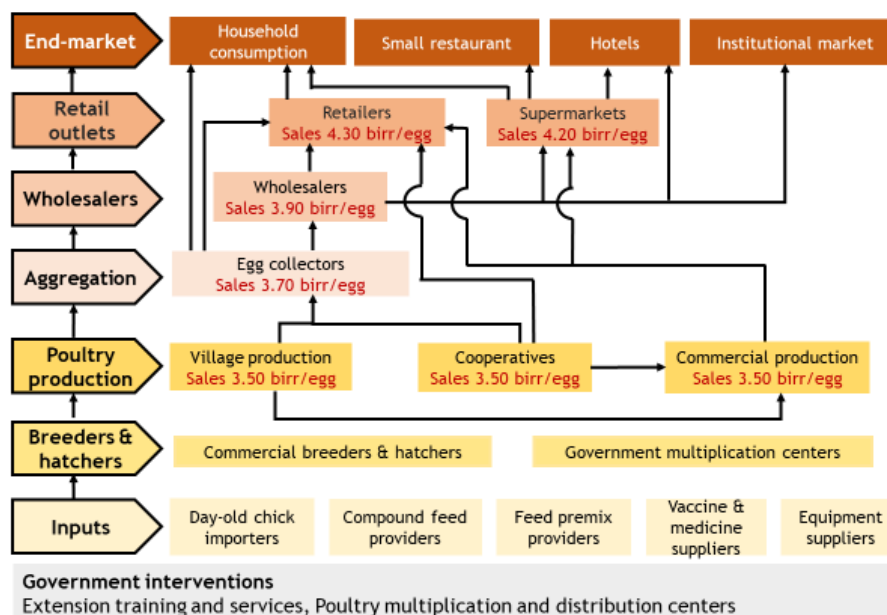 End-market
Household
consumption
Small restaurant
Hotels
Institutional market
Retail
outlets
Retailers
Sales 4.30 birr/egg
Supermarkets
Sales 4.20 birr/egg
Wholesalers
Wholesalers
Sales 3.90 birr/egg
Aggregation
Egg collectors
Sales 3.70 birr/egg
Poultry
production
Village production
Sales 3.50 birr/egg
Cooperatives
Sales 3.50 birr/egg
Commercial production
Sales 3.50 birr/egg
Breeders &
hatchers
Commercial breeders & hatchers
Government multiplication centers
Inputs
Day-old chick
importers
Compound feed
providers
Feed premix
providers
Vaccine &
medicine
suppliers
Equipment
suppliers
Government interventions
Extension training and services, Poultry multiplication and distribution centers